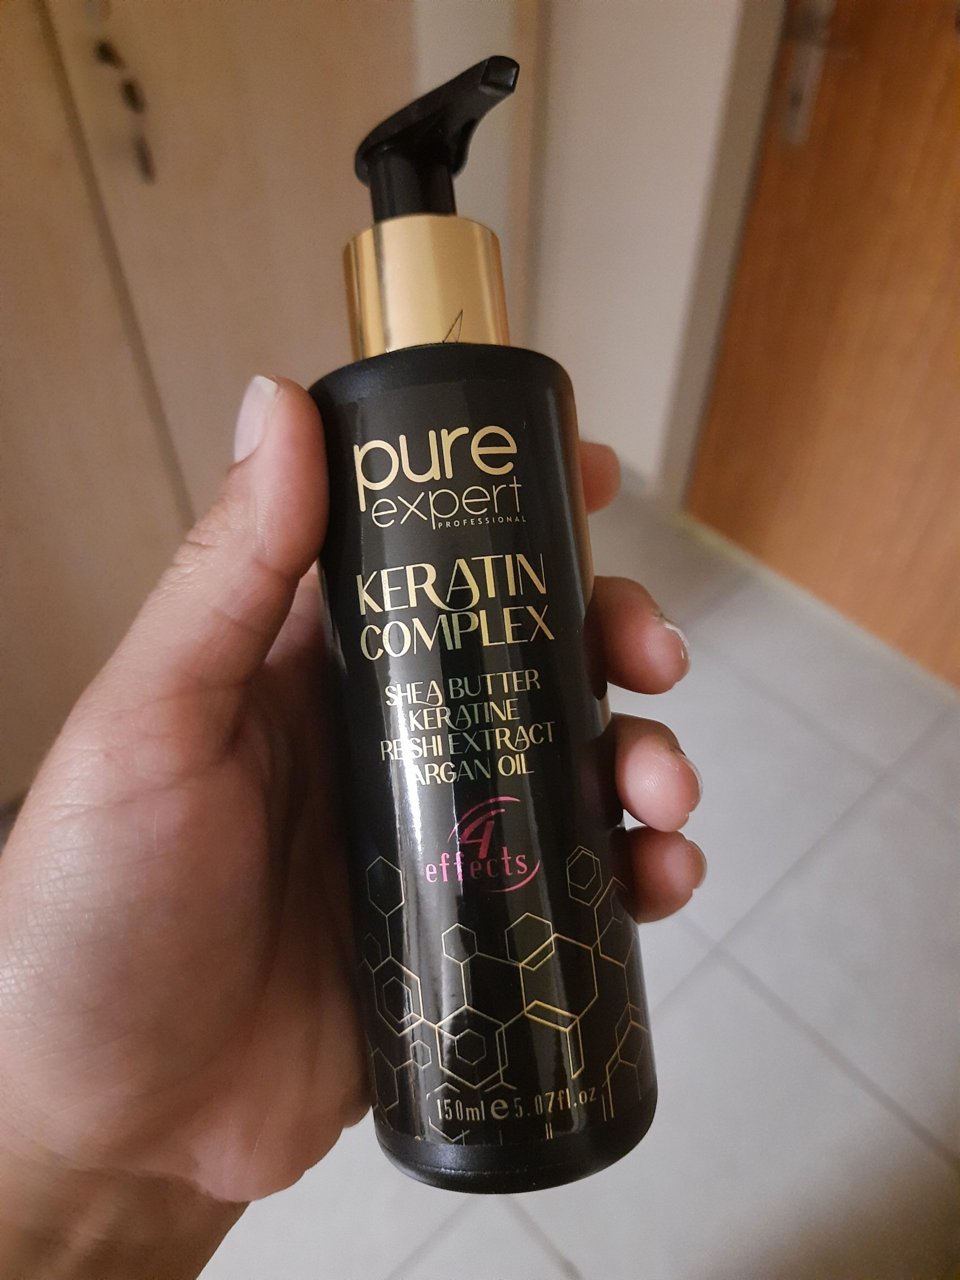 pure
expert
PROFESSIONAL
KERATIN
COMPLEX
SHEA BUTTER
KERATINE
REISHI EXTRACT
ARGAN OIL
4
effects
150ml e 5.07fl.oz